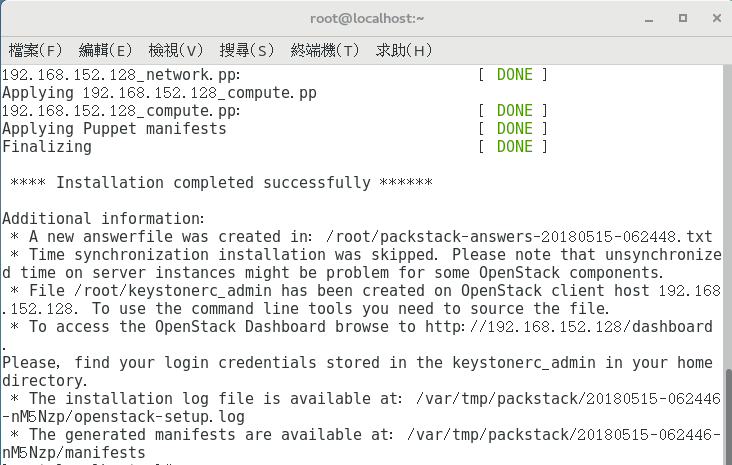 root@localhost:~
檔案(F) 編輯(E) 檢視(V) 搜尋(S) 終端機(T) 求助(H)
192.168.152.128_network.pp: [ DONE ]
Applying 192.168.152.128_compute.pp
192.168.152.128_compute.pp: [ DONE ]
Applying Puppet manifests [ DONE ]
Finalizing [ DONE ]
**** Installation completed successfully ******
Additional information:
* A new answerfile was created in: /root/packstack-answers-20180515-062448.txt
* Time synchronization installation was skipped. Please note that unsynchronize
d time on server instances might be problem for some OpenStack components.
* File /root/keystonerc_admin has been created on OpenStack client host 192.168
.152.128. To use the command line tools you need to source the file.
* To access the OpenStack Dashboard browse to http://192.168.152.128/dashboard
.
Please, find your login credentials stored in the keystonerc_admin in your home
directory.
* The installation log file is available at: /var/tmp/packstack/20180515-062446
-nM5Nzp/openstack-setup.log
* The generated manifests are available at: /var/tmp/packstack/20180515-062446-
nM5Nzp/manifests